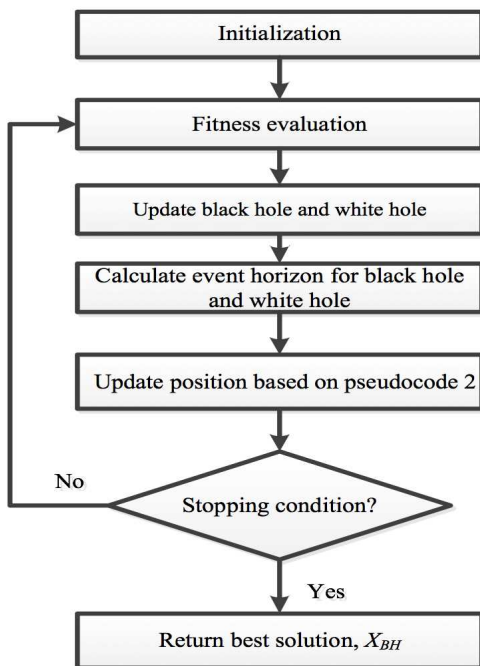 Initialization
Fitness evaluation
Update black hole and white hole
Calculate event horizon for black hole
and white hole
Update position based on pseudocode 2
Stopping condition?
No
Yes
Return best solution, X_BH